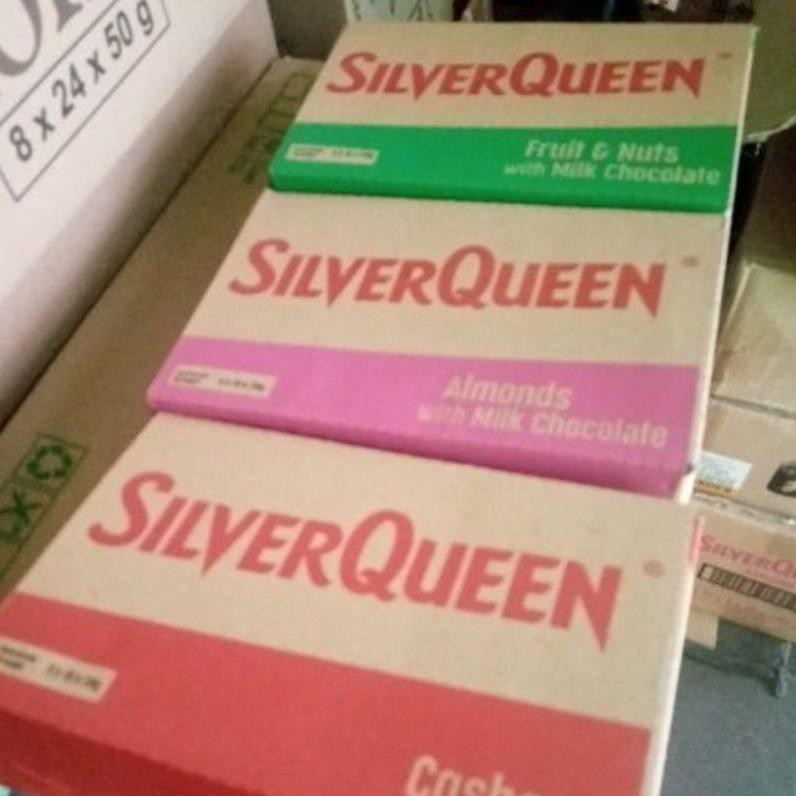 8 x 24 x 50 g
SILVERQUEEN
Fruit & Nuts
with Milk Chocolate
SILVERQUEEN
Almonds
with Milk Chocolate
SILVERQUEEN
SILVERQU